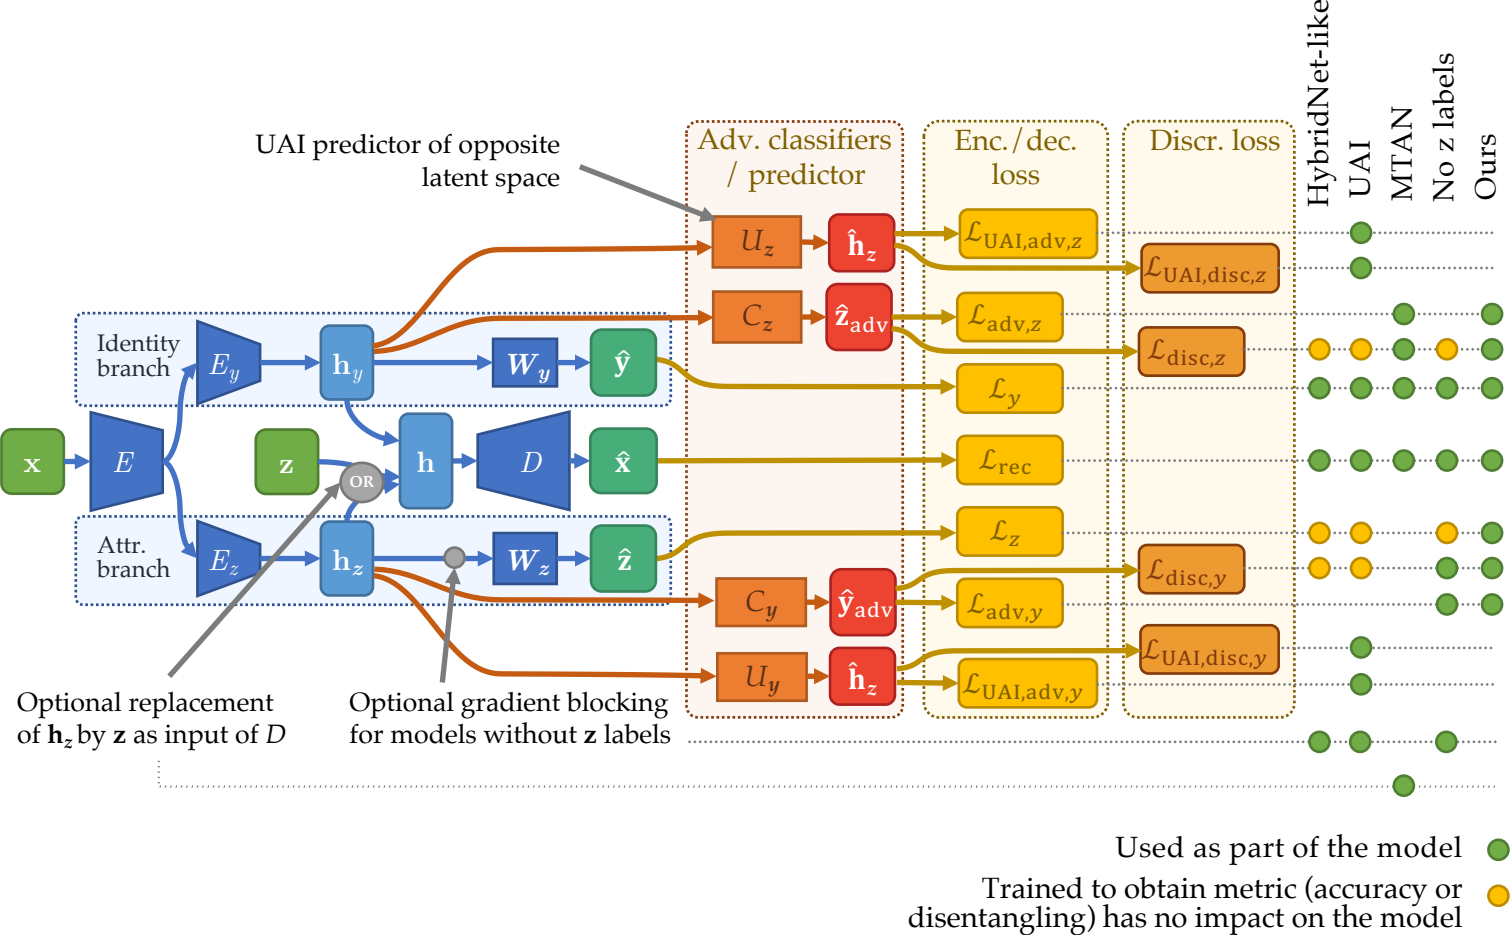 HybridNet-like
UAI
MTAN
No z labels
Ours
UAI predictor of opposite
latent space
Adv. classifiers
/ predictor
Enc./dec.
loss
Discr. loss
U_z
ĥ_z
ℒ_UAI,adv,z
ℒ_UAI,disc,z
C_z
ẑ_adv
ℒ_adv,z
ℒ_disc,z
Identity
branch
E_y
h_y
W_y
ŷ
ℒ_y
x
E
z
OR
h
D
x̂
ℒ_rec
Attr.
branch
E_z
h_z
W_z
ẑ
ℒ_z
ℒ_disc,y
C_y
ŷ_adv
ℒ_adv,y
ℒ_UAI,disc,y
U_y
ĥ_z
ℒ_UAI,adv,y
Optional replacement
of h_z by z as input of D
Optional gradient blocking
for models without z labels
Used as part of the model
Trained to obtain metric (accuracy or
disentangling) has no impact on the model